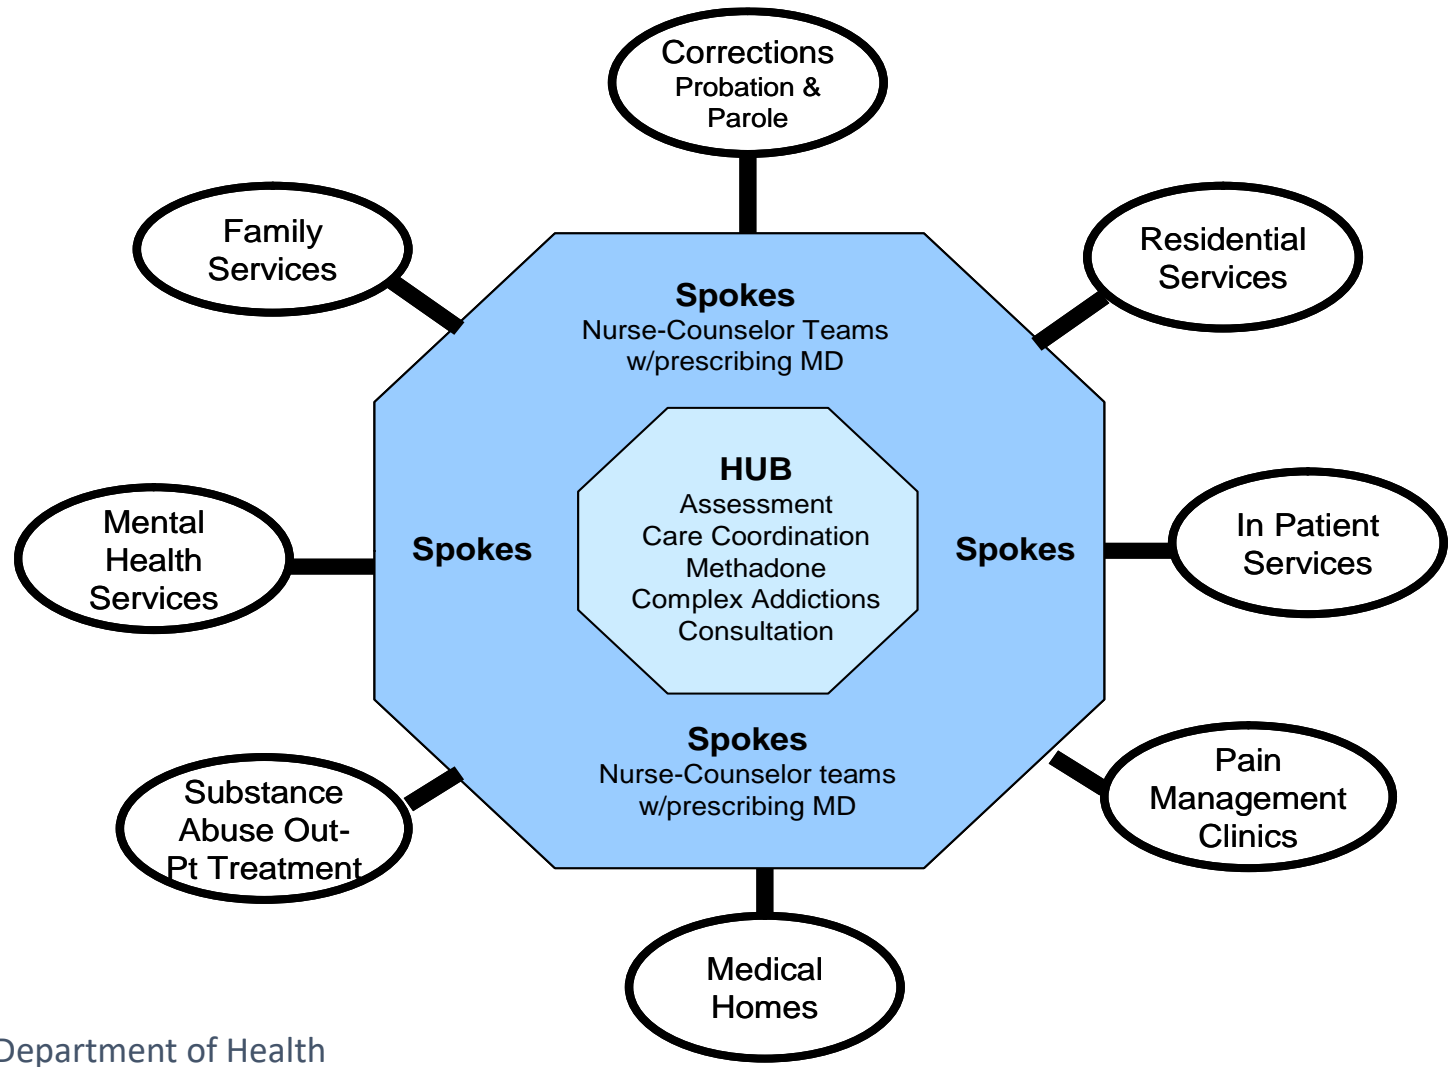 Corrections
Probation &
Parole
Family
Services
Residential
Services
Spokes
Nurse-Counselor Teams
w/prescribing MD
HUB
Assessment
Care Coordination
Methadone
Complex Addictions
Consultation
Mental
Health
Services
Spokes
Spokes
In Patient
Services
Spokes
Nurse-Counselor teams
w/prescribing MD
Substance
Abuse Out-
Pt Treatment
Pain
Management
Clinics
Medical
Homes
Department of Health